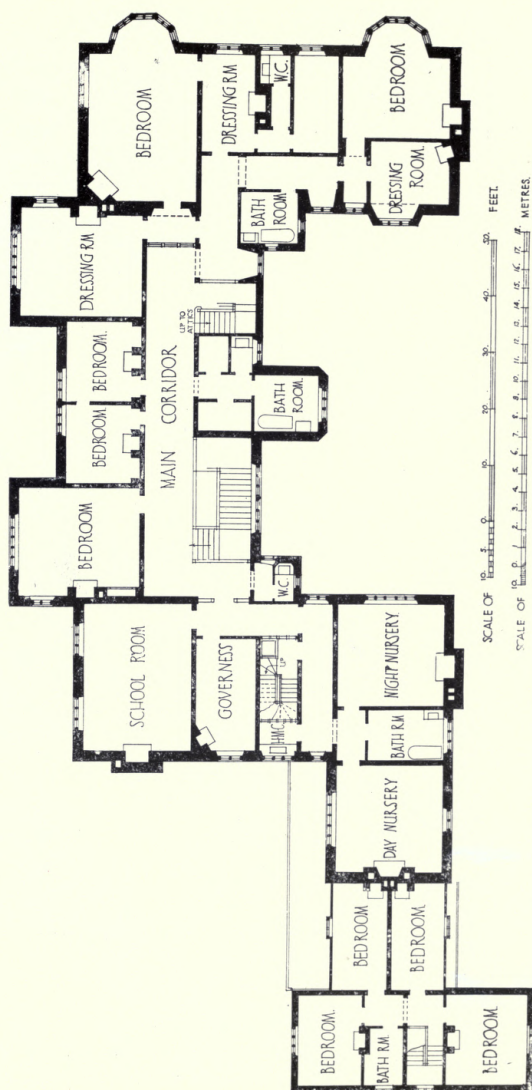 BEDROOM
DRESSING RM
W.C.
BEDROOM
DRESSING
ROOM.
BATH
ROOM
DRESSING RM
UP TO
ATTICS
BEDROOM.
BEDROOM.
MAIN CORRIDOR
BATH
ROOM.
BEDROOM
W.C.
SCHOOL ROOM
GOVERNESS
UP
H.M.C.
NIGHT NURSERY
BATH RM
DAY NURSERY
BEDROOM
BEDROOM
BEDROOM.
BATH RM.
BEDROOM
SCALE OF 10 5 0 10 20 30 40 50 FEET.
SCALE OF 10 0 1 2 3 4 5 6 7 8 9 10 11 12 13 14 15 16 17 18 METRES.